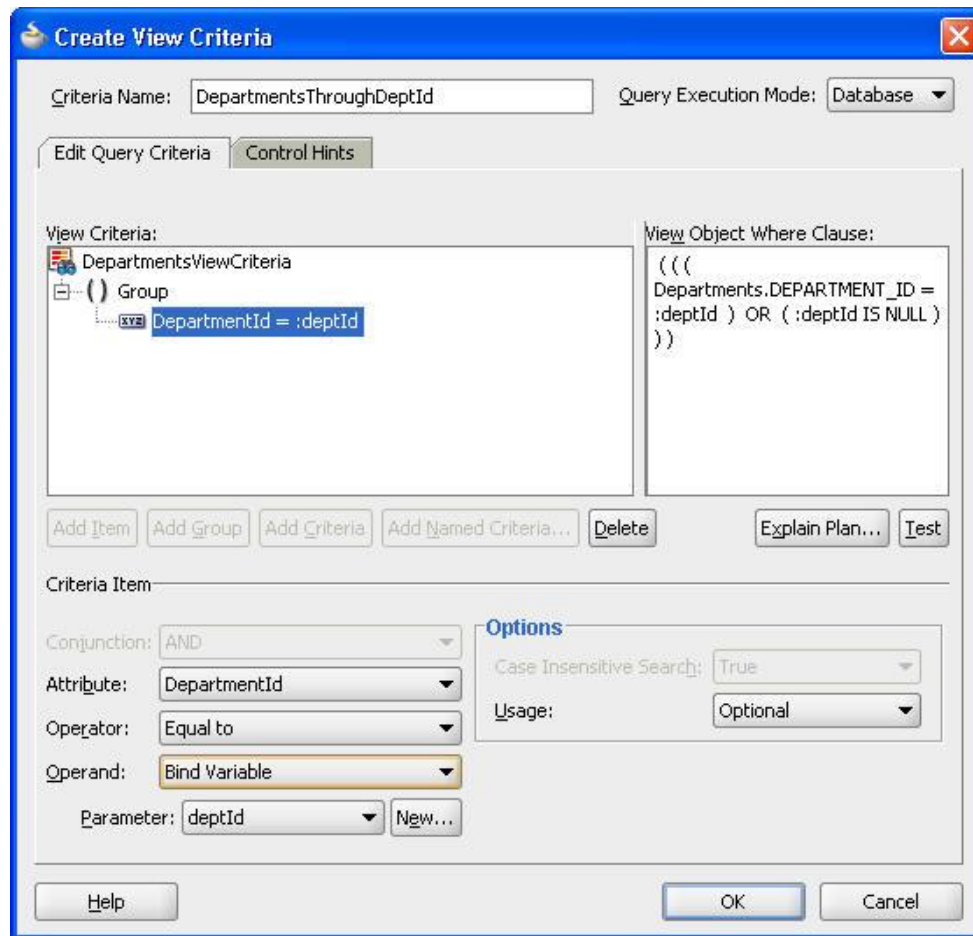 Create View Criteria
Criteria Name: DepartmentsThroughDeptId Query Execution Mode: Database
Edit Query Criteria Control Hints
View Criteria:
DepartmentsViewCriteria
() Group
XYZ DepartmentId = :deptId
View Object Where Clause:
(((
Departments.DEPARTMENT_ID =
:deptId ) OR ( :deptId IS NULL )
))
Add Item Add Group Add Criteria Add Named Criteria... Delete Explain Plan... Test
Criteria Item
Conjunction: AND
Attribute: DepartmentId
Operator: Equal to
Operand: Bind Variable
Parameter: deptId New...
Options
Case Insensitive Search: True
Usage: Optional
Help OK Cancel